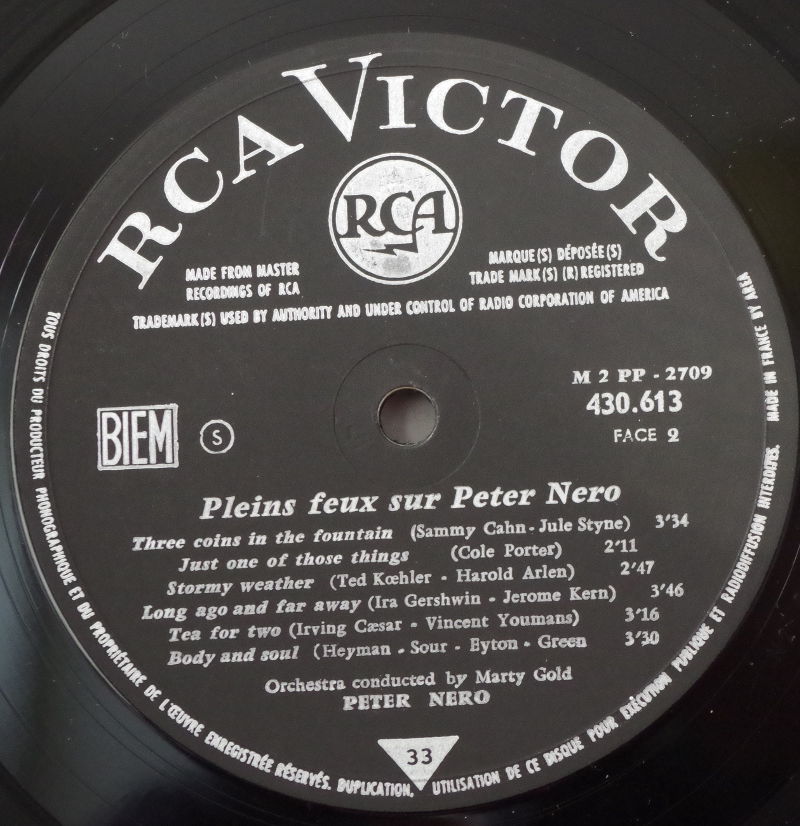 RCA VICTOR
RCA
MADE FROM MASTER
RECORDINGS OF RCA
MARQUE(S) DÉPOSÉE(S)
TRADE MARK(S) (R) REGISTERED
TRADEMARK(S) USED BY AUTHORITY AND UNDER CONTROL OF RADIO CORPORATION OF AMERICA
M 2 PP - 2709
430.613
FACE 2
BIEM
S
Pleins feux sur Peter Nero
Three coins in the fountain (Sammy Cahn - Jule Styne) 3'34
Just one of those things (Cole Porter) 2'11
Stormy weather (Ted Kœhler - Harold Arlen) 2'47
Long ago and far away (Ira Gershwin - Jerome Kern) 3'46
Tea for two (Irving Cæsar - Vincent Youmans) 3'16
Body and soul (Heyman - Sour - Eyton - Green 3'30
Orchestra conducted by Marty Gold
PETER NERO
33
TOUS DROITS DU PRODUCTEUR PHONOGRAPHIQUE ET DU PROPRIÉTAIRE DE L'ŒUVRE ENREGISTRÉE RÉSERVÉS. DUPLICATION, UTILISATION DE CE DISQUE POUR EXÉCUTION PUBLIQUE ET RADIODIFFUSION INTERDITES. MADE IN FRANCE BY AREA